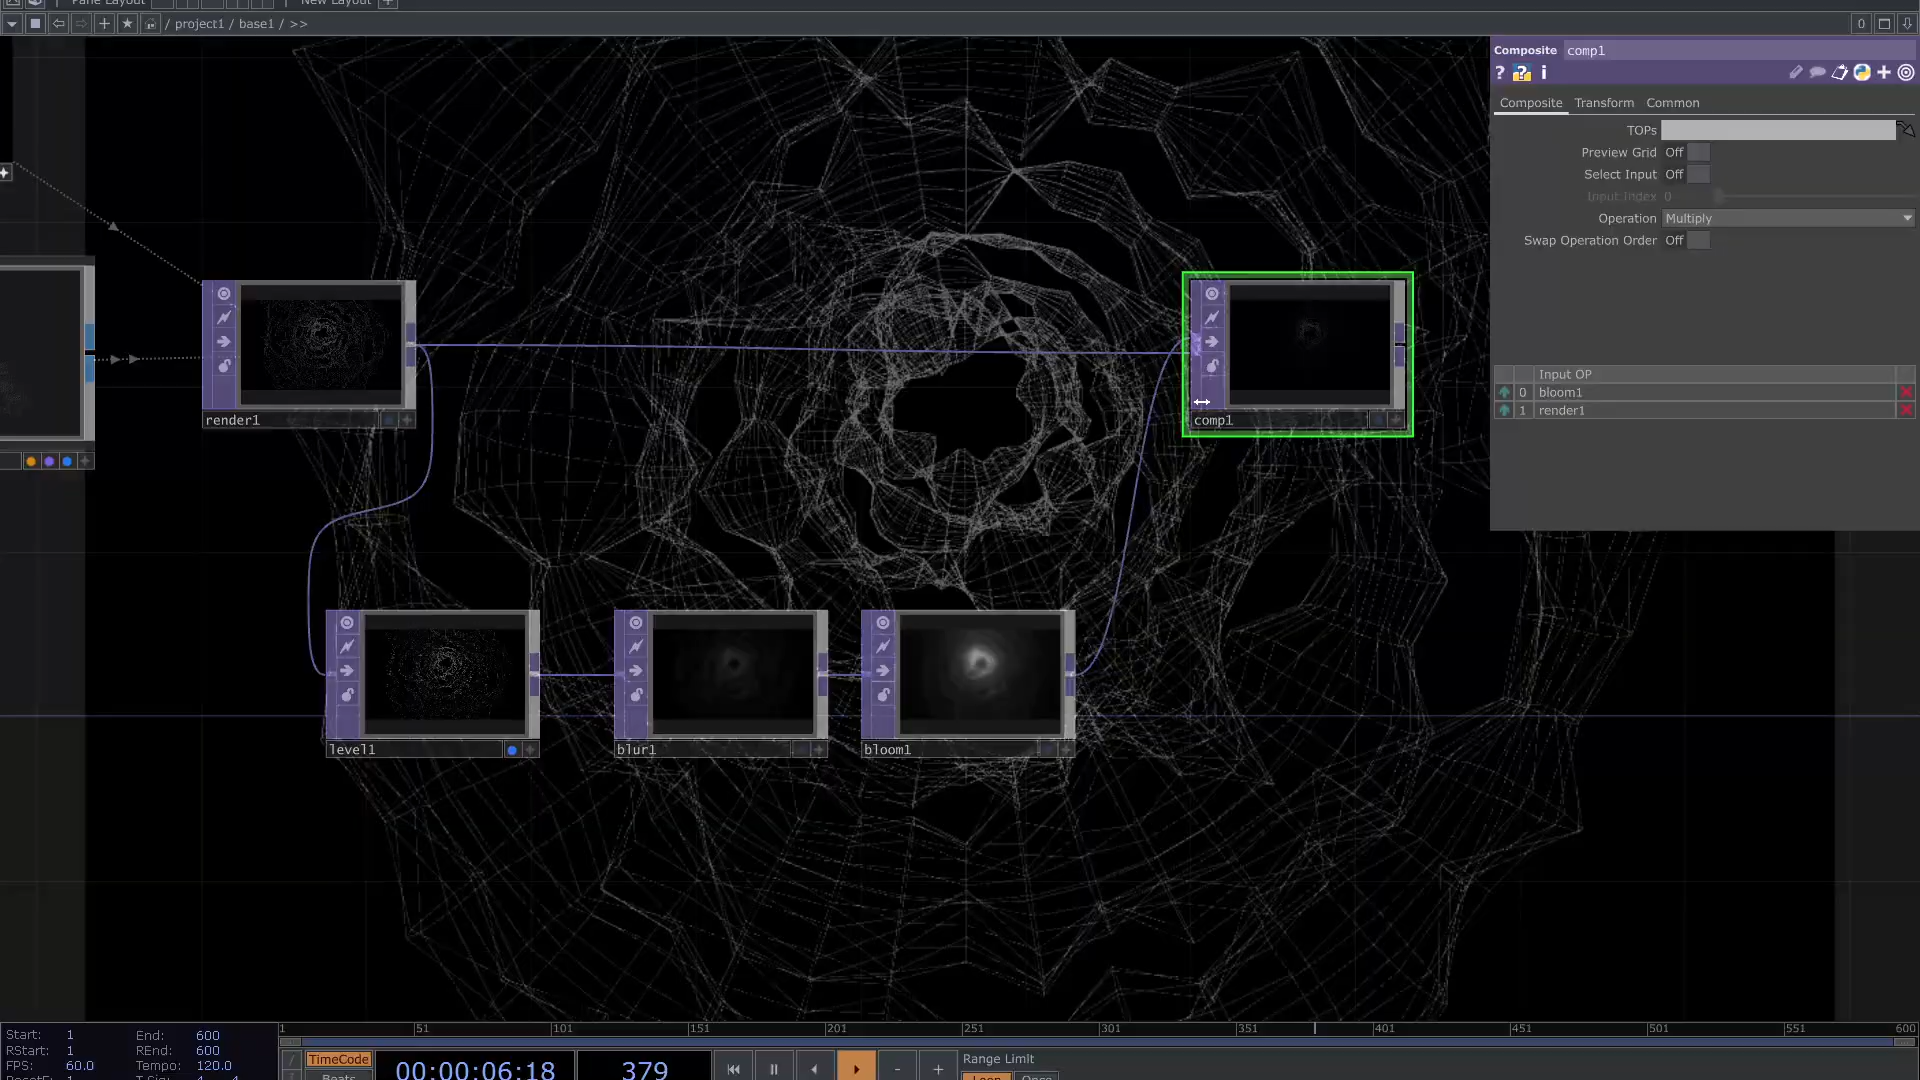 Pane Layout New Layout +
/ project1 / base1 / >> 0
Composite comp1
? ? i
Composite Transform Common
TOPs
Preview Grid Off
Select Input Off
Input Index 0
Operation Multiply
Swap Operation Order Off
Input OP
0 bloom1
1 render1
render1
comp1
level1
blur1
bloom1
1 51 101 151 201 251 301 351 401 451 501 551 600
Start: 1 End: 600
RStart: 1 REnd: 600
FPS: 60.0 Tempo: 120.0
TimeCode
Beats
00:00:06:18
379
- +
Range Limit
Loop Once